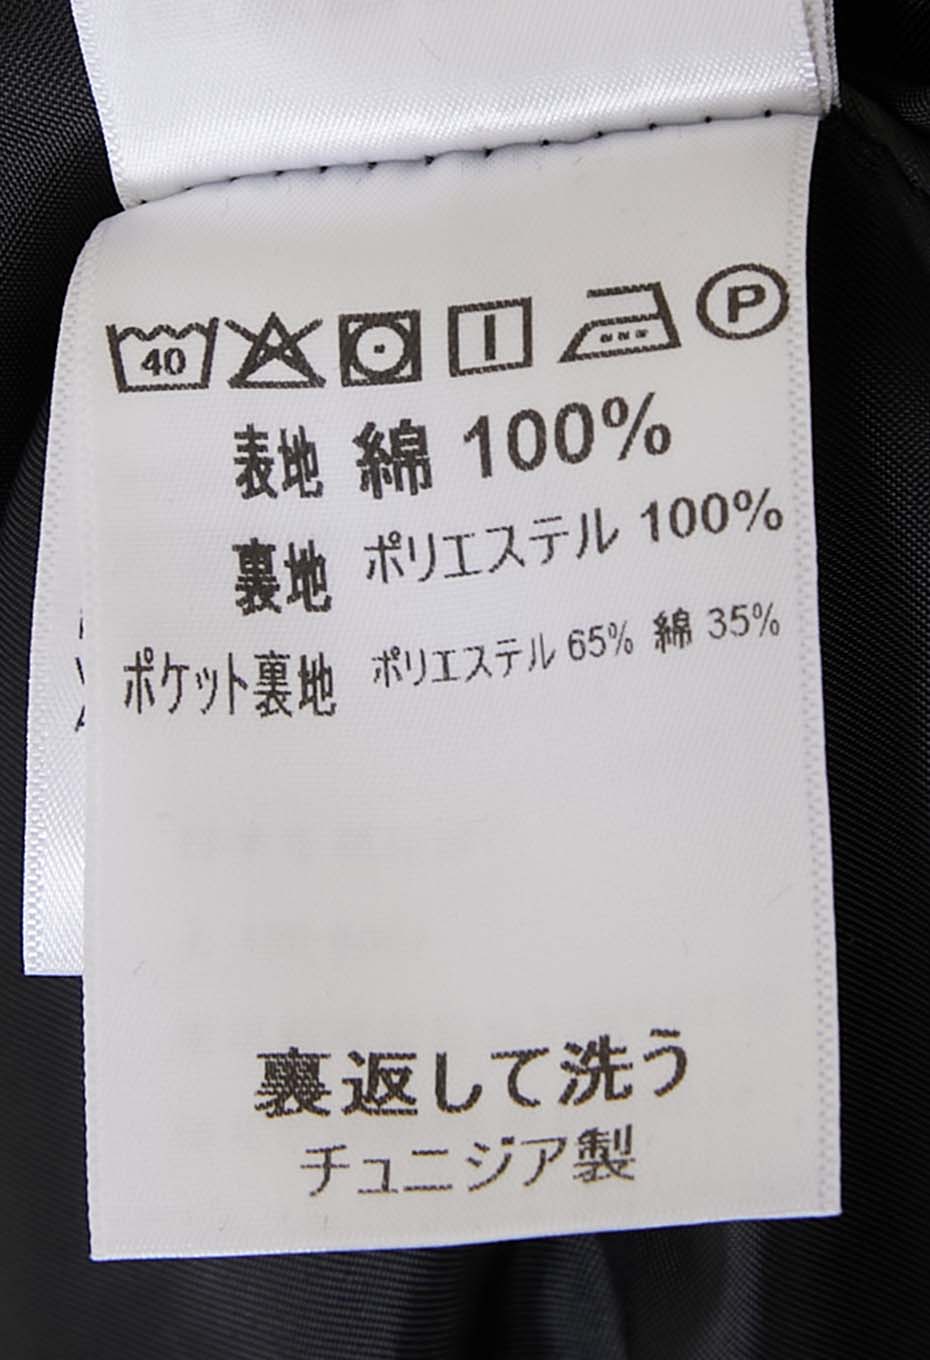 40 P
表地 綿 100%
裏地 ポリエステル 100%
ポケット裏地 ポリエステル 65% 綿 35%
裏返して洗う
チュニジア製